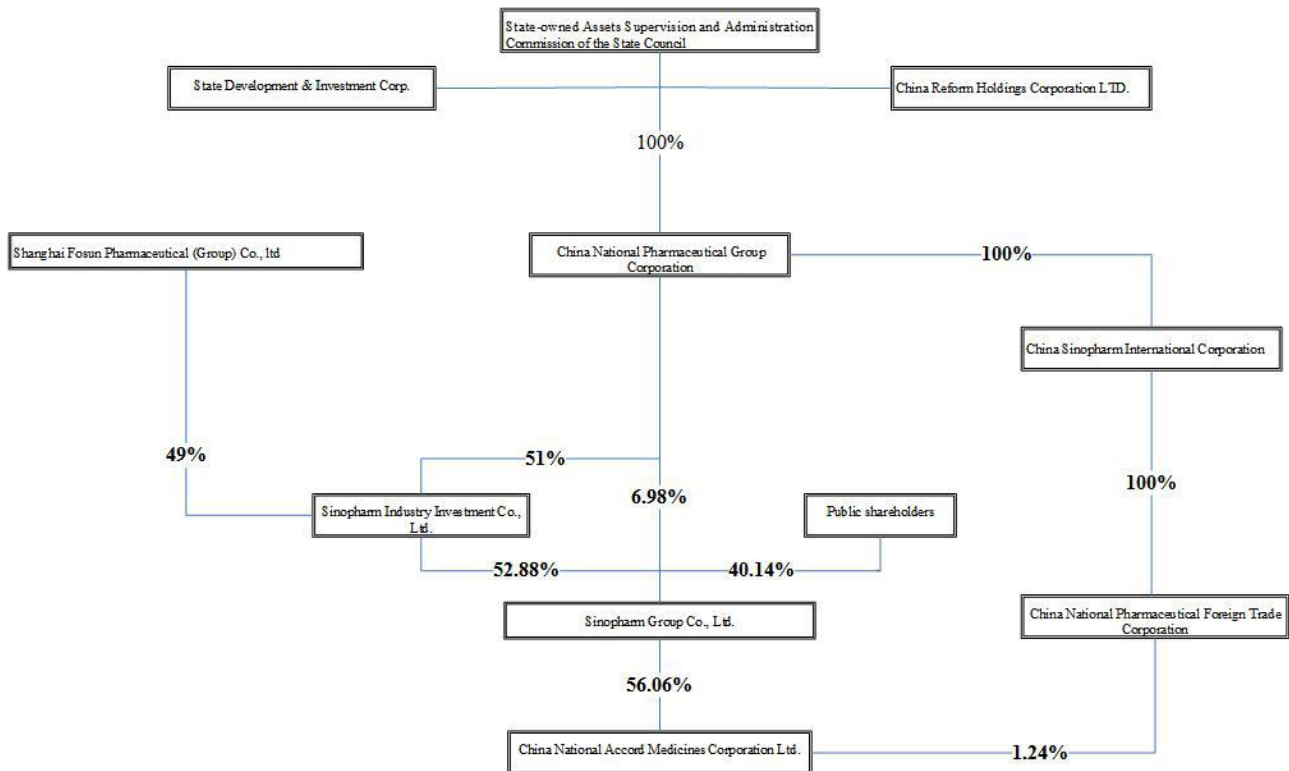 State-owned Assets Supervision and Administration
Commission of the State Council
State Development & Investment Corp.
China Reform Holdings Corporation LTD.
100%
Shanghai Fosun Pharmaceutical (Group) Co., ltd
China National Pharmaceutical Group
Corporation
100%
China Sinopharm International Corporation
49%
51%
6.98%
100%
Sinopharm Industry Investment Co.,
Ltd.
Public shareholders
52.88%
40.14%
Sinopharm Group Co., Ltd.
China National Pharmaceutical Foreign Trade
Corporation
56.06%
China National Accord Medicines Corporation Ltd.
1.24%